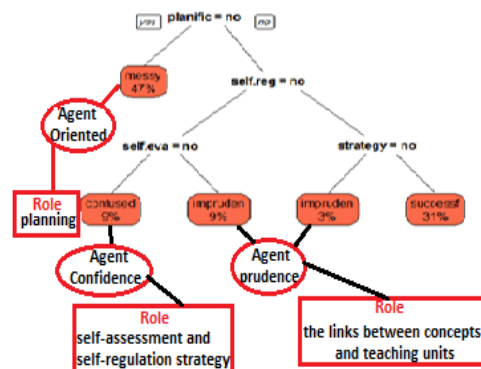 yes planific = no no
messy
47%
self.reg = no
Agent
Oriented
self.eva = no
strategy = no
Role
planning
confused
9%
impruden
9%
impruden
3%
successf
31%
Agent
Confidence
Agent
prudence
Role
self-assessment and
self-regulation strategy
Role
the links between concepts
and teaching units